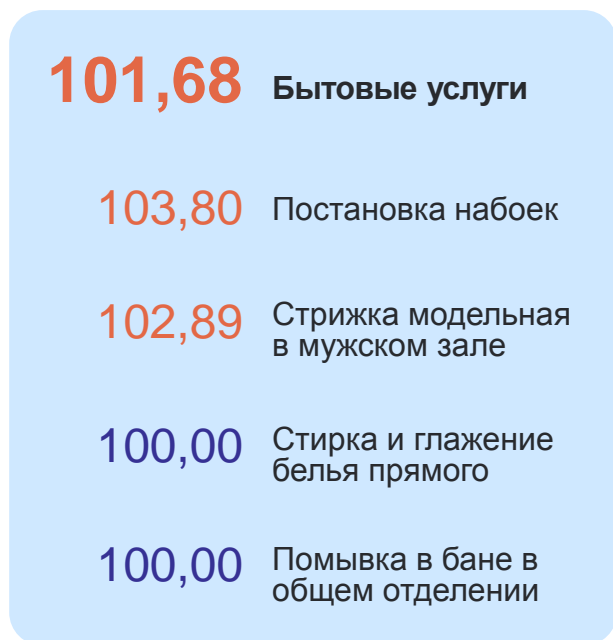 101,68 Бытовые услуги
103,80 Постановка набоек
102,89 Стрижка модельная
в мужском зале
100,00 Стирка и глажение
белья прямого
100,00 Помывка в бане в
общем отделении